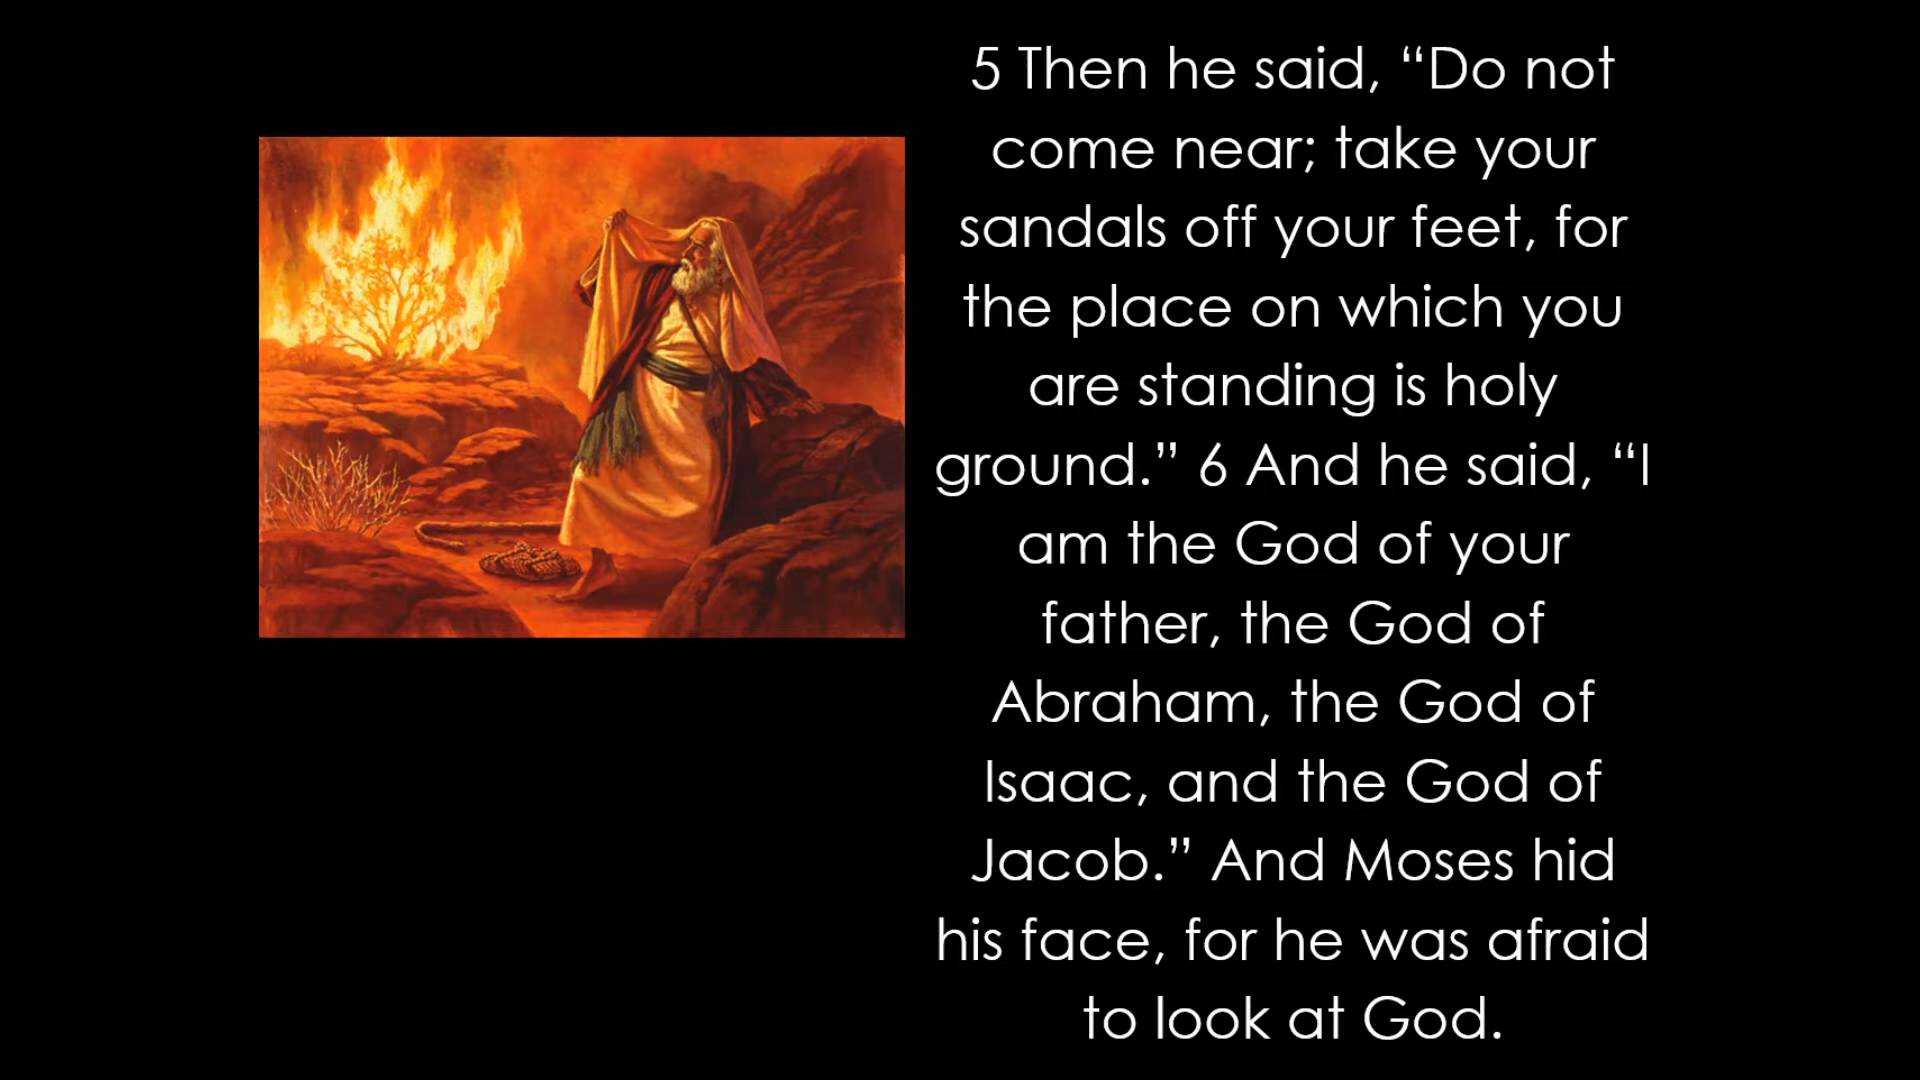 5 Then he said, “Do not
come near; take your
sandals off your feet, for
the place on which you
are standing is holy
ground.” 6 And he said, “I
am the God of your
father, the God of
Abraham, the God of
Isaac, and the God of
Jacob.” And Moses hid
his face, for he was afraid
to look at God.